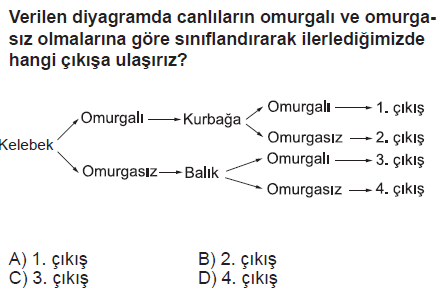 Verilen diyagramda canlıların omurgalı ve omurga-
sız olmalarına göre sınıflandırarak ilerlediğimizde
hangi çıkışa ulaşırız?
Kelebek
Omurgalı
Kurbağa
Omurgalı
1. çıkış
Omurgasız
2. çıkış
Omurgasız
Balık
Omurgalı
3. çıkış
Omurgasız
4. çıkış
A) 1. çıkış B) 2. çıkış
C) 3. çıkış D) 4. çıkış